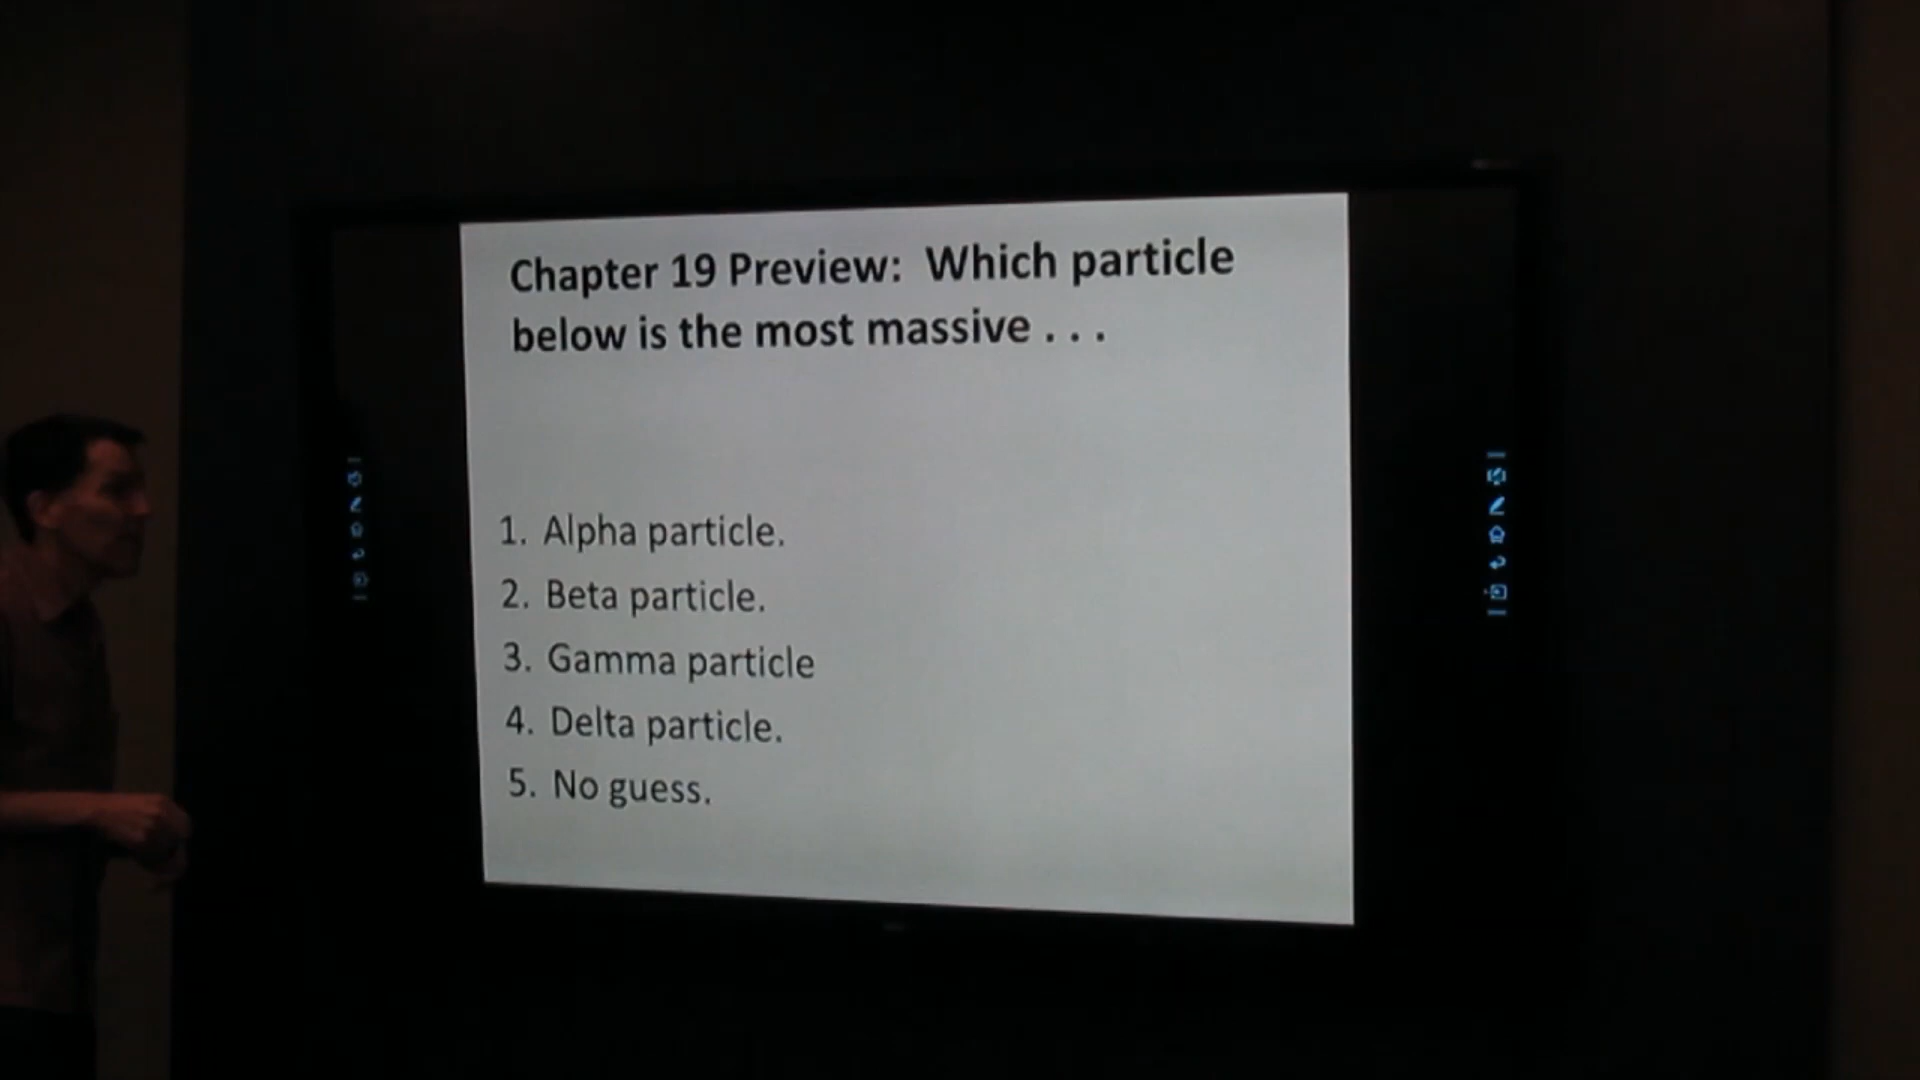 Chapter 19 Preview: Which particle
below is the most massive . . .
1. Alpha particle.
2. Beta particle.
3. Gamma particle
4. Delta particle.
5. No guess.